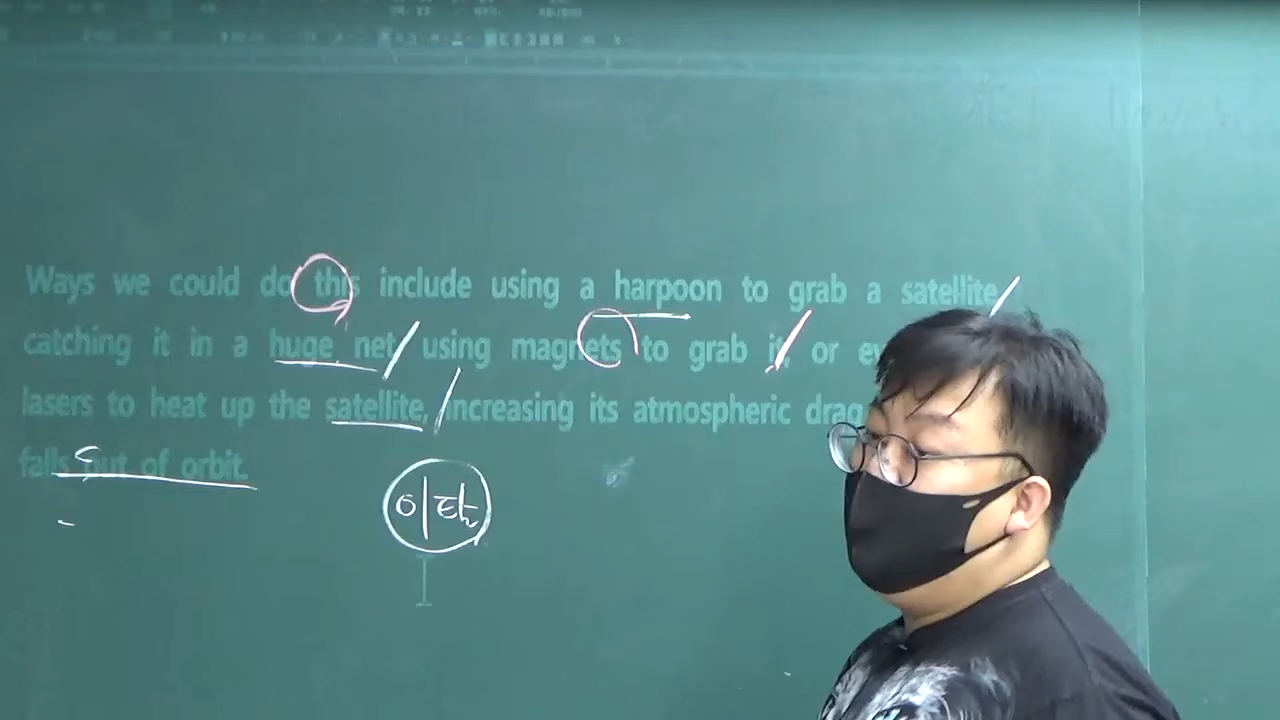 Ways we could do this include using a harpoon to grab a satellite,
catching it in a huge net, using magnets to grab it, or
lasers to heat up the satellite, increasing its atmospheric drag
falls out of orbit.
이탈